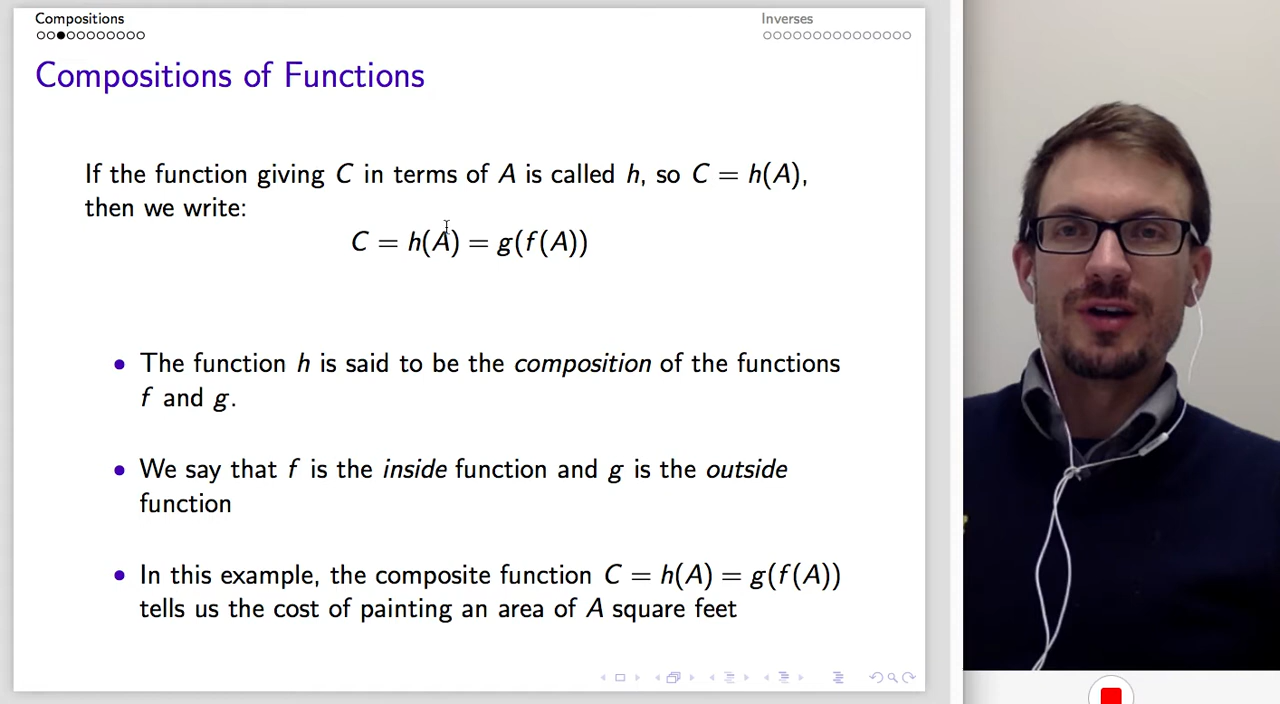 Compositions
Inverses
Compositions of Functions
If the function giving C in terms of A is called h, so C = h(A),
then we write:
C = h(A) = g(f(A))
• The function h is said to be the composition of the functions
f and g.
• We say that f is the inside function and g is the outside
function
• In this example, the composite function C = h(A) = g(f(A))
tells us the cost of painting an area of A square feet